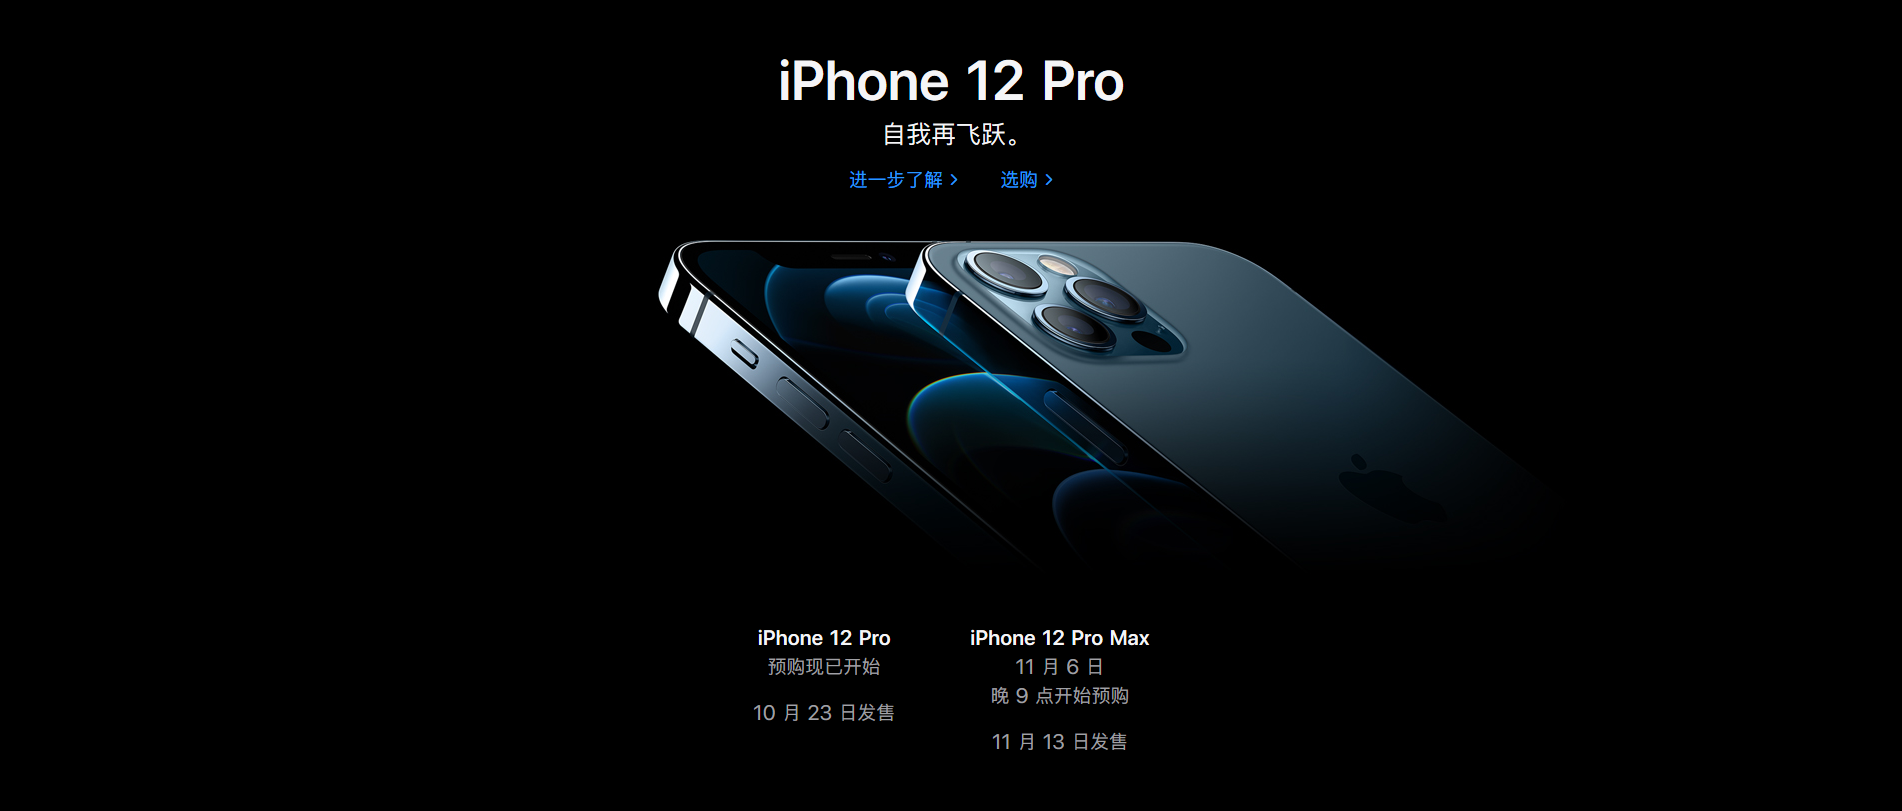 iPhone 12 Pro
自我再飞跃。
进一步了解 >
选购 >
iPhone 12 Pro
预购现已开始
10 月 23 日发售
iPhone 12 Pro Max
11 月 6 日
晚 9 点开始预购
11 月 13 日发售